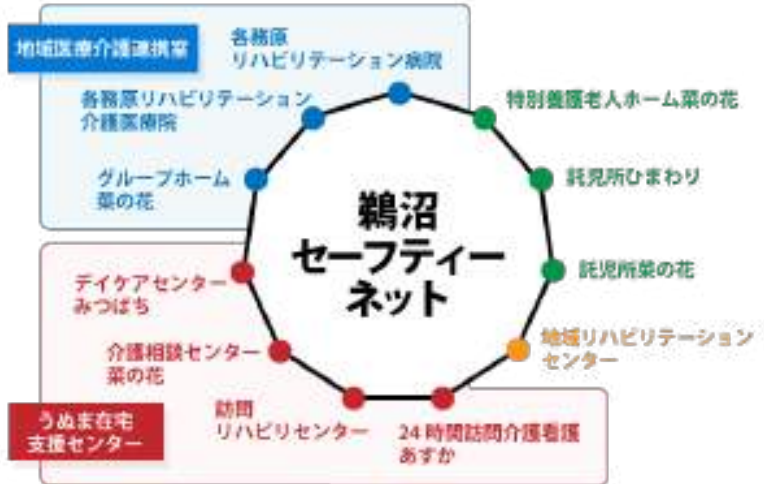 地域医療介護連携室
各務原
リハビリテーション病院
各務原リハビリテーション
介護医療院
グループホーム
菜の花
特別養護老人ホーム菜の花
託児所ひまわり
託児所菜の花
地域リハビリテーション
センター
鵜沼
セーフティー
ネット
デイケアセンター
みつばち
介護相談センター
菜の花
訪問
リハビリセンター
24時間訪問介護看護
あすか
うぬま在宅
支援センター